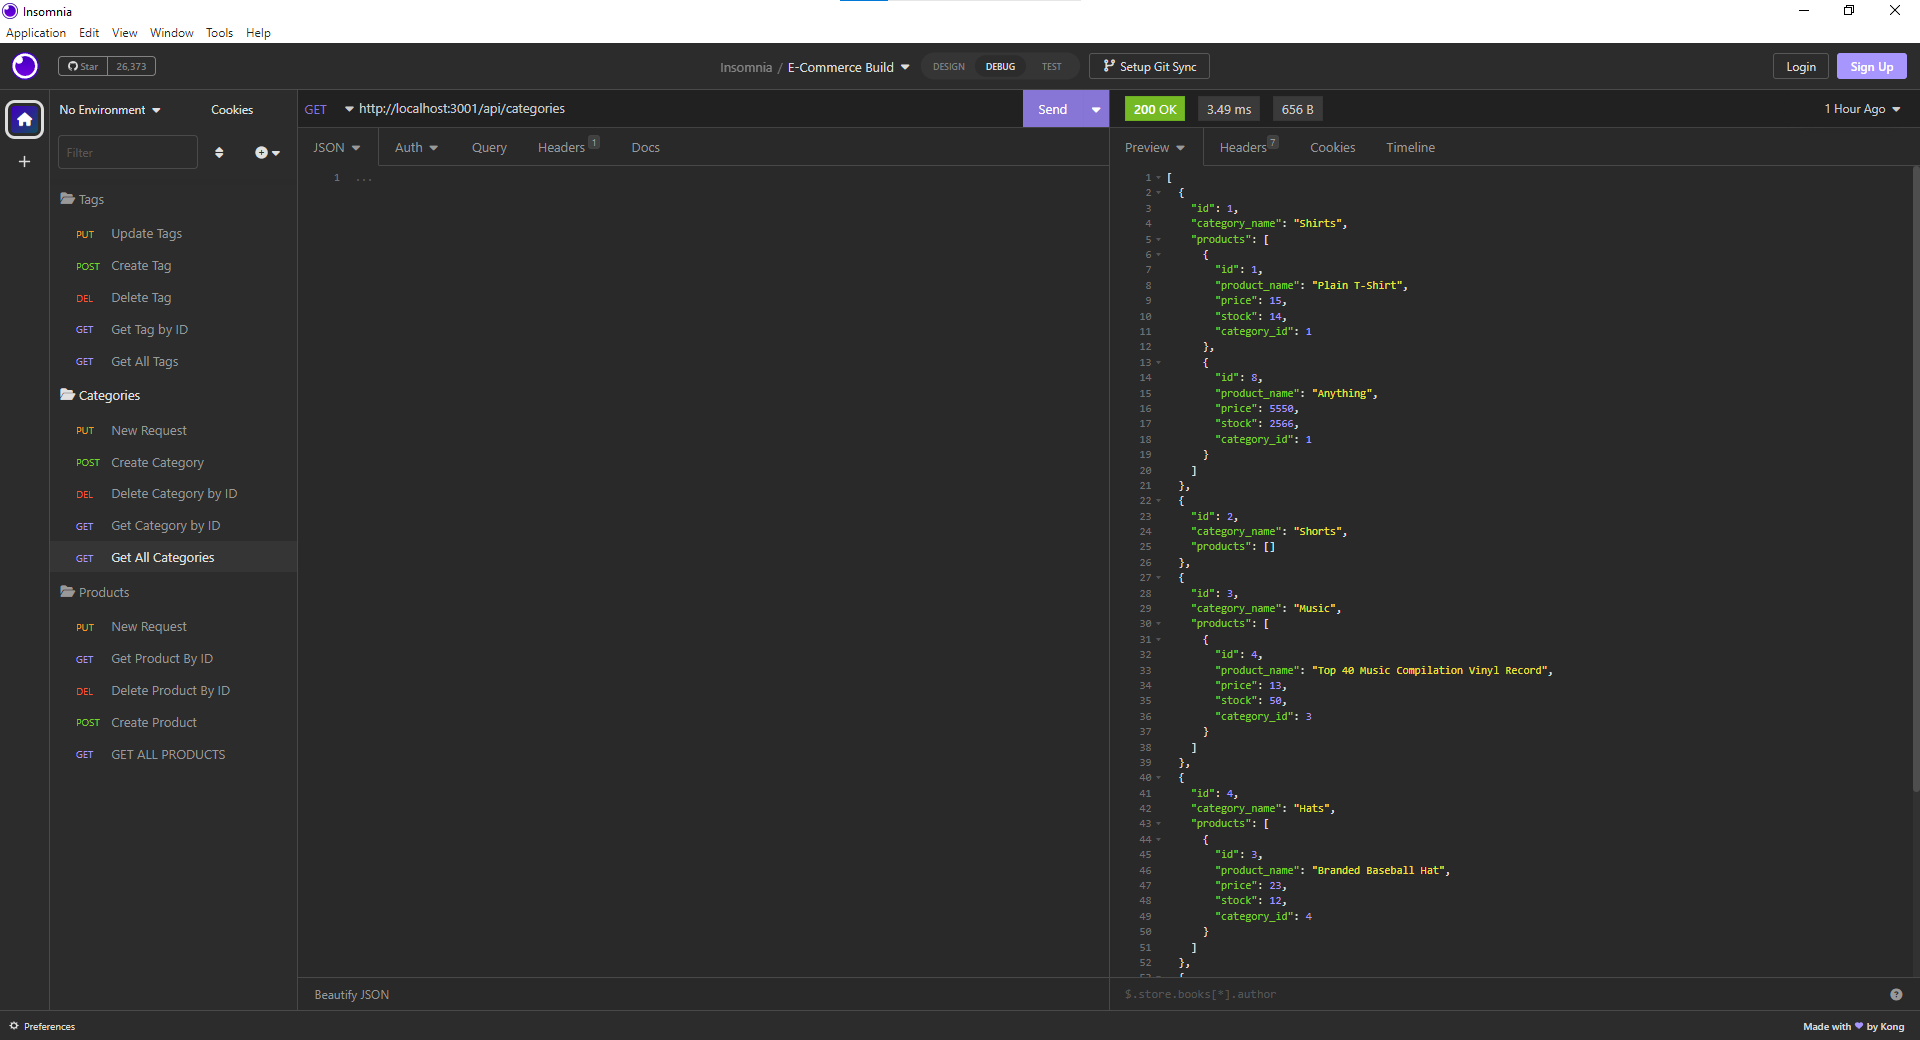 Insomnia
Application Edit View Window Tools Help
Star 26,373
Insomnia / E-Commerce Build
DESIGN DEBUG TEST
Setup Git Sync
Login Sign Up
No Environment Cookies
Filter
Tags
PUT Update Tags
POST Create Tag
DEL Delete Tag
GET Get Tag by ID
GET Get All Tags
Categories
PUT New Request
POST Create Category
DEL Delete Category by ID
GET Get Category by ID
GET Get All Categories
Products
PUT New Request
GET Get Product By ID
DEL Delete Product By ID
POST Create Product
GET GET ALL PRODUCTS
GET http://localhost:3001/api/categories Send
JSON Auth Query Headers 1 Docs
1 ...
Beautify JSON
200 OK 3.49 ms 656 B 1 Hour Ago
Preview Headers 7 Cookies Timeline
1 [
2 {
3 "id": 1,
4 "category_name": "Shirts",
5 "products": [
6 {
7 "id": 1,
8 "product_name": "Plain T-Shirt",
9 "price": 15,
10 "stock": 14,
11 "category_id": 1
12 },
13 {
14 "id": 8,
15 "product_name": "Anything",
16 "price": 5550,
17 "stock": 2566,
18 "category_id": 1
19 }
20 ]
21 },
22 {
23 "id": 2,
24 "category_name": "Shorts",
25 "products": []
26 },
27 {
28 "id": 3,
29 "category_name": "Music",
30 "products": [
31 {
32 "id": 4,
33 "product_name": "Top 40 Music Compilation Vinyl Record",
34 "price": 13,
35 "stock": 50,
36 "category_id": 3
37 }
38 ]
39 },
40 {
41 "id": 4,
42 "category_name": "Hats",
43 "products": [
44 {
45 "id": 3,
46 "product_name": "Branded Baseball Hat",
47 "price": 23,
48 "stock": 12,
49 "category_id": 4
50 }
51 ]
52 },
53 {
$.store.books[*].author
Preferences
Made with by Kong